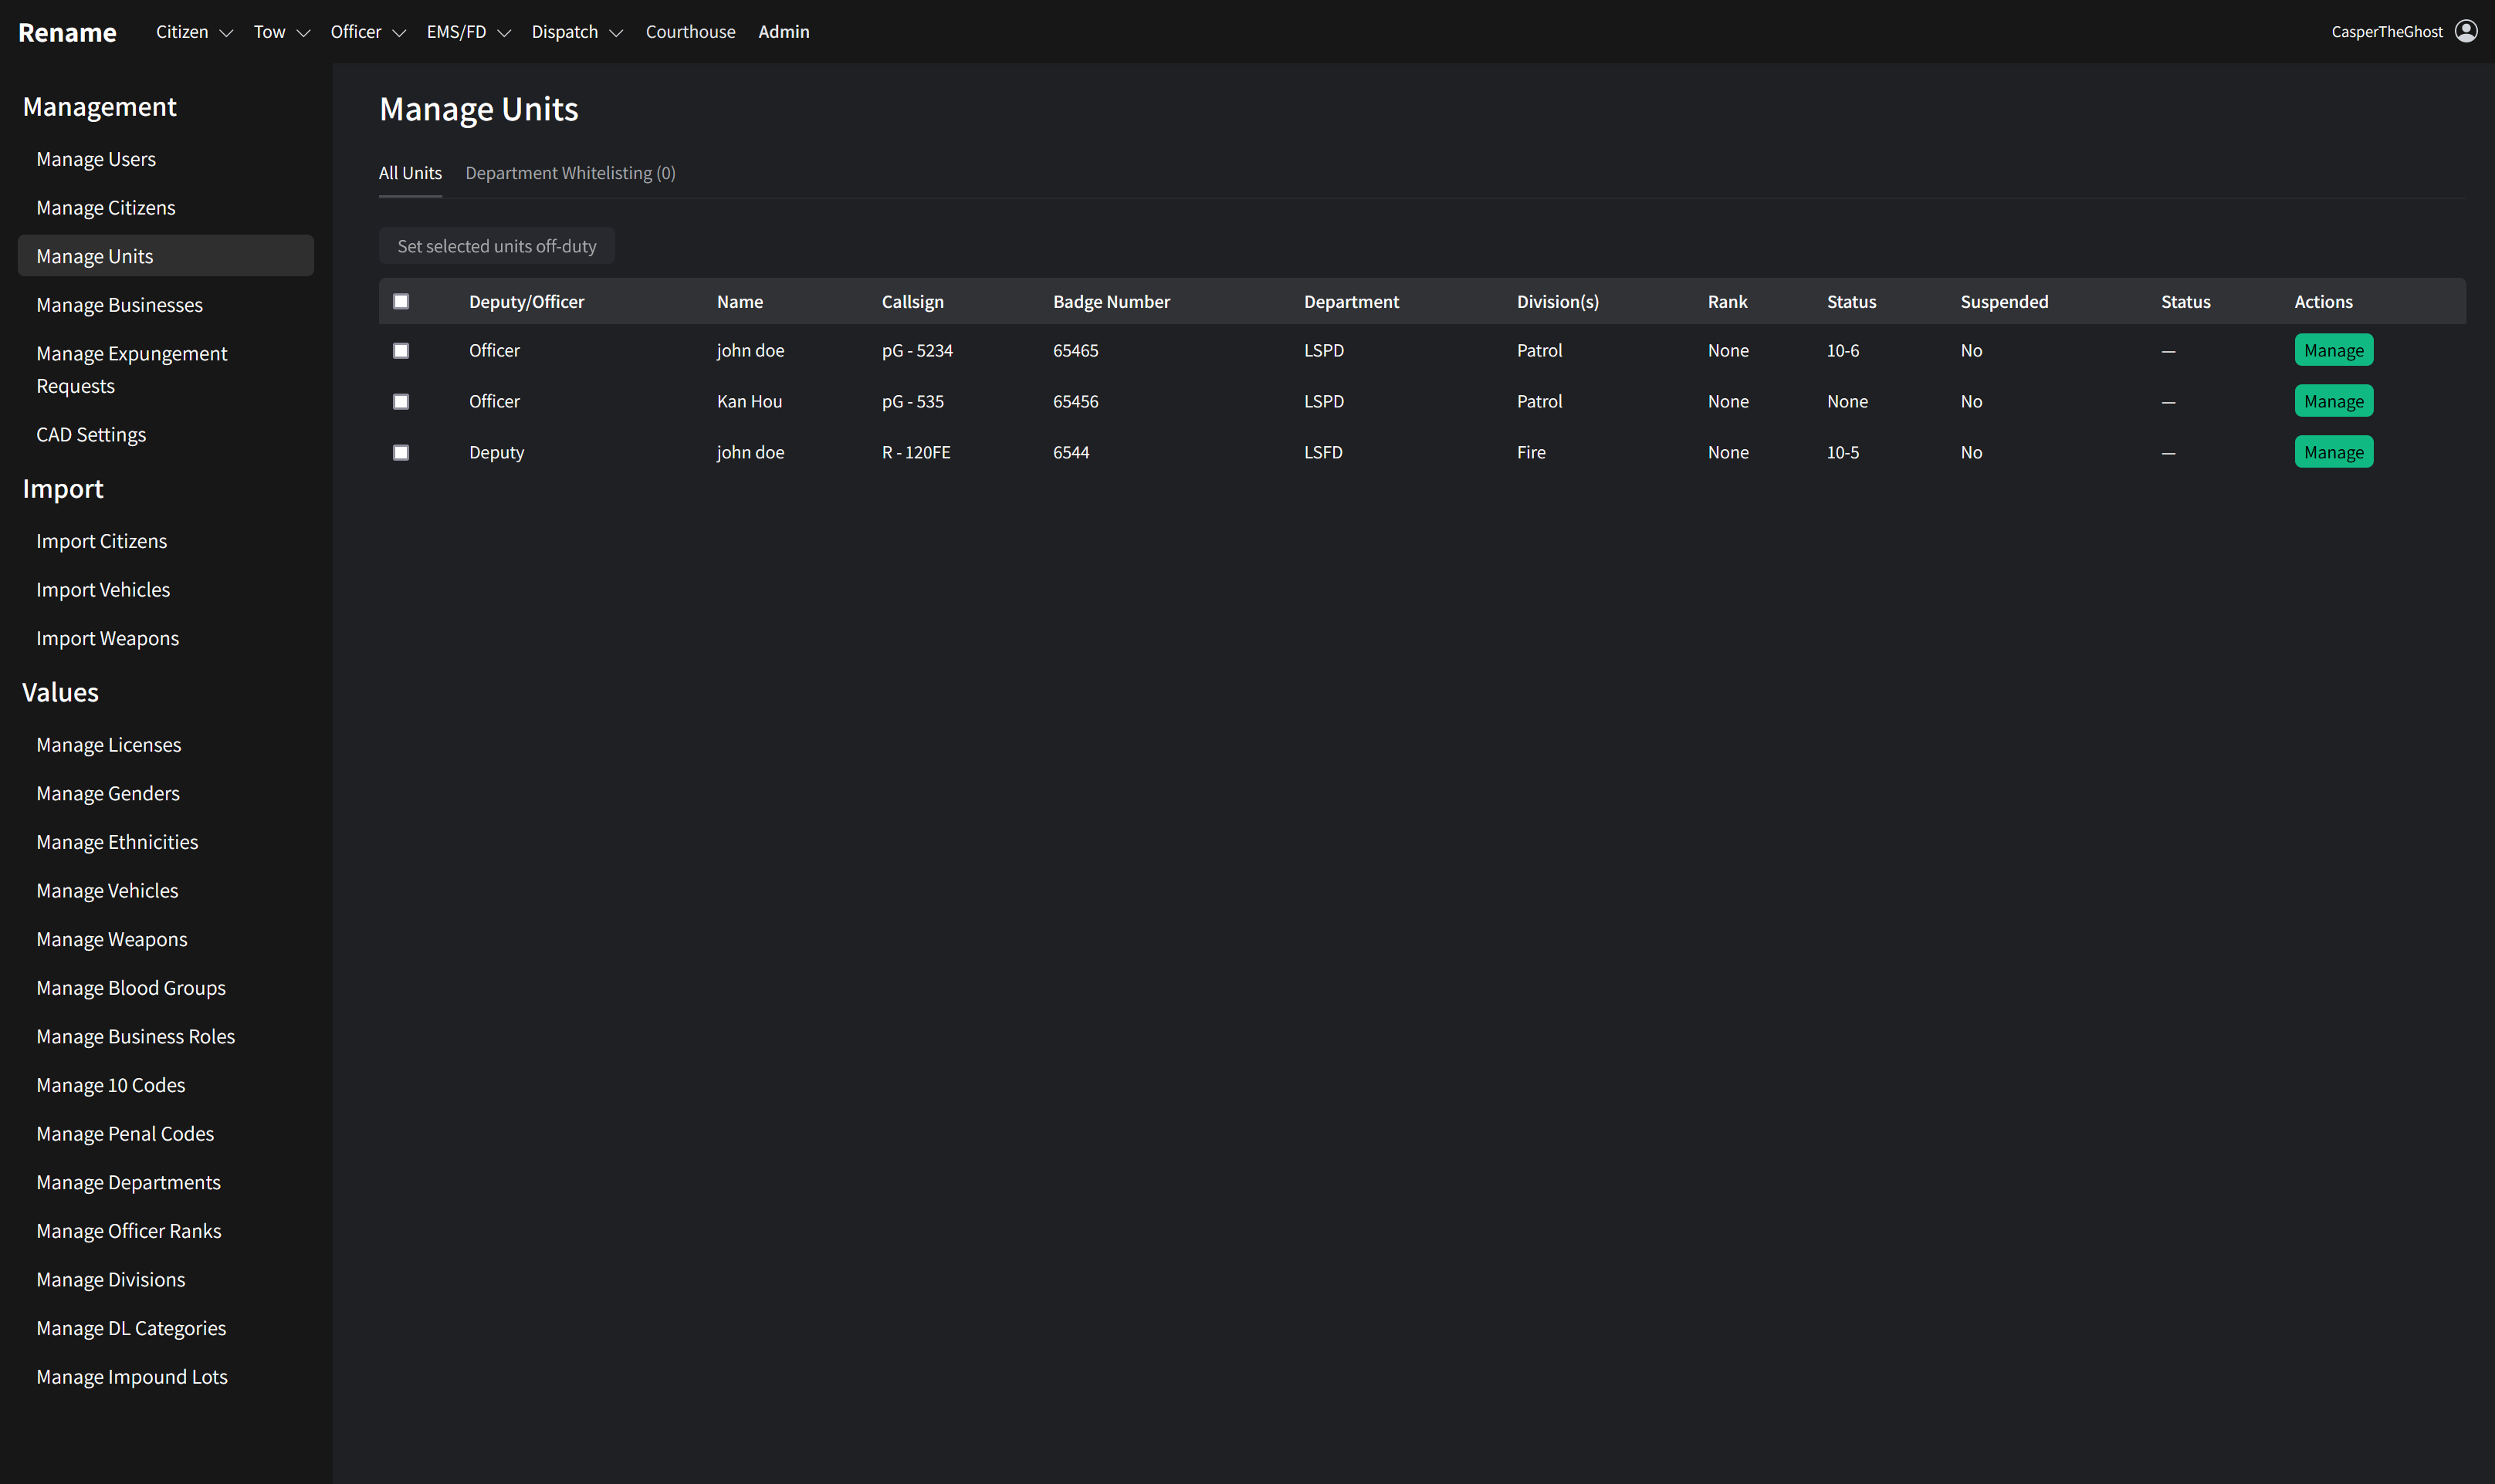 Rename Citizen Tow Officer EMS/FD Dispatch Courthouse Admin CasperTheGhost
Management
Manage Users
Manage Citizens
Manage Units
Manage Businesses
Manage Expungement
Requests
CAD Settings
Import
Import Citizens
Import Vehicles
Import Weapons
Values
Manage Licenses
Manage Genders
Manage Ethnicities
Manage Vehicles
Manage Weapons
Manage Blood Groups
Manage Business Roles
Manage 10 Codes
Manage Penal Codes
Manage Departments
Manage Officer Ranks
Manage Divisions
Manage DL Categories
Manage Impound Lots
Manage Units
All Units Department Whitelisting (0)
Set selected units off-duty
Deputy/Officer Name Callsign Badge Number Department Division(s) Rank Status Suspended Status Actions
Officer john doe pG - 5234 65465 LSPD Patrol None 10-6 No — Manage
Officer Kan Hou pG - 535 65456 LSPD Patrol None None No — Manage
Deputy john doe R - 120FE 6544 LSFD Fire None 10-5 No — Manage